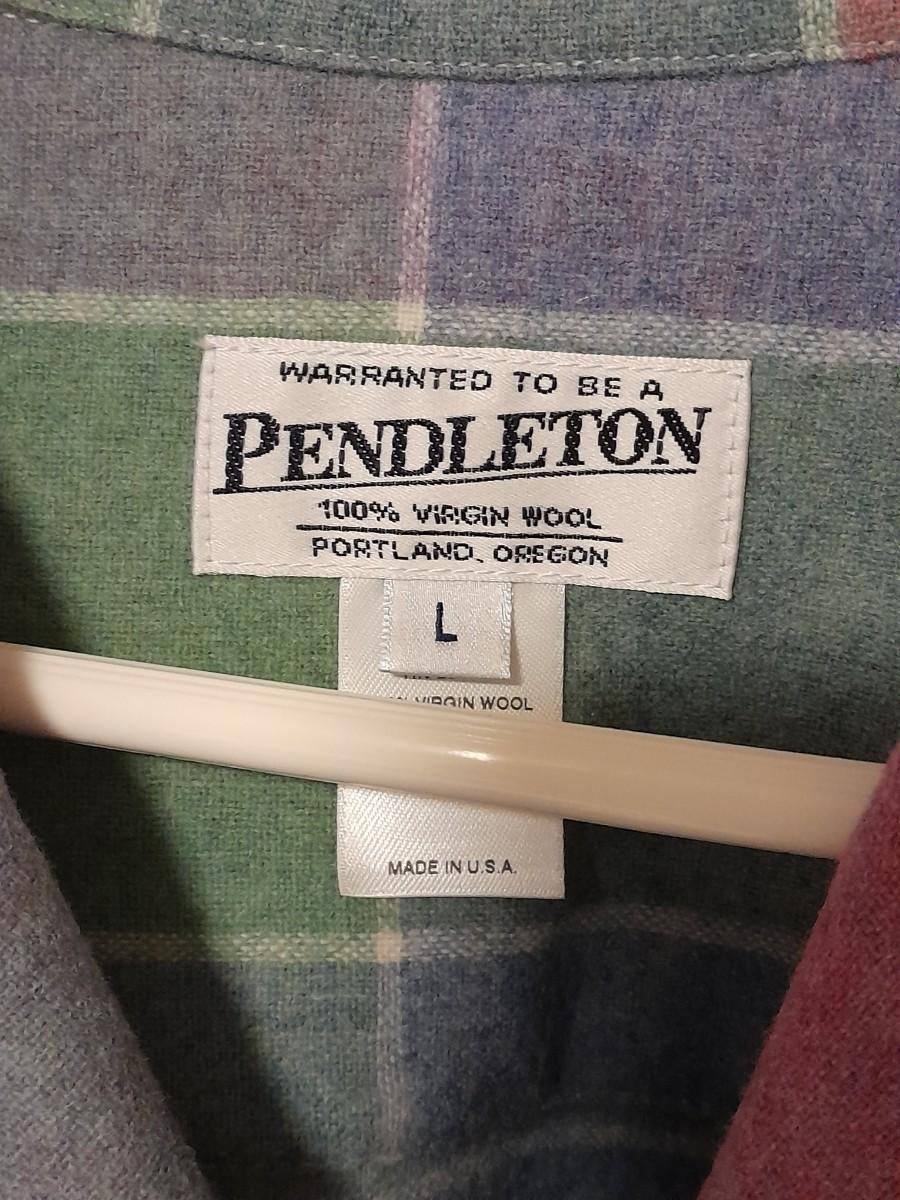 WARRANTED TO BE A
PENDLETON
100% VIRGIN WOOL
PORTLAND, OREGON
L
VIRGIN WOOL
MADE IN U.S.A.